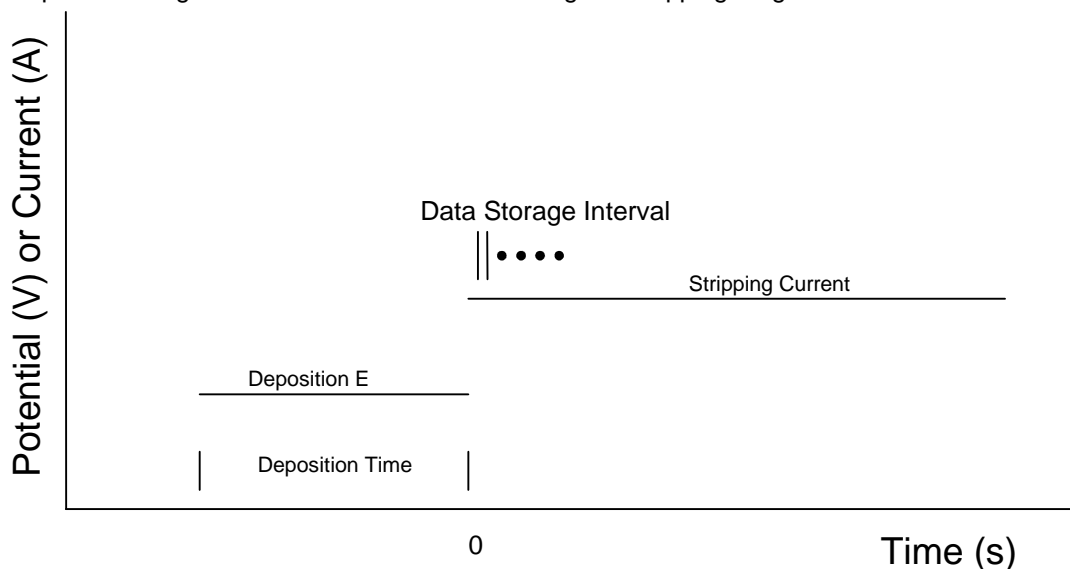 Potential (V) or Current (A)
Data Storage Interval
Stripping Current
Deposition E
Deposition Time
0
Time (s)